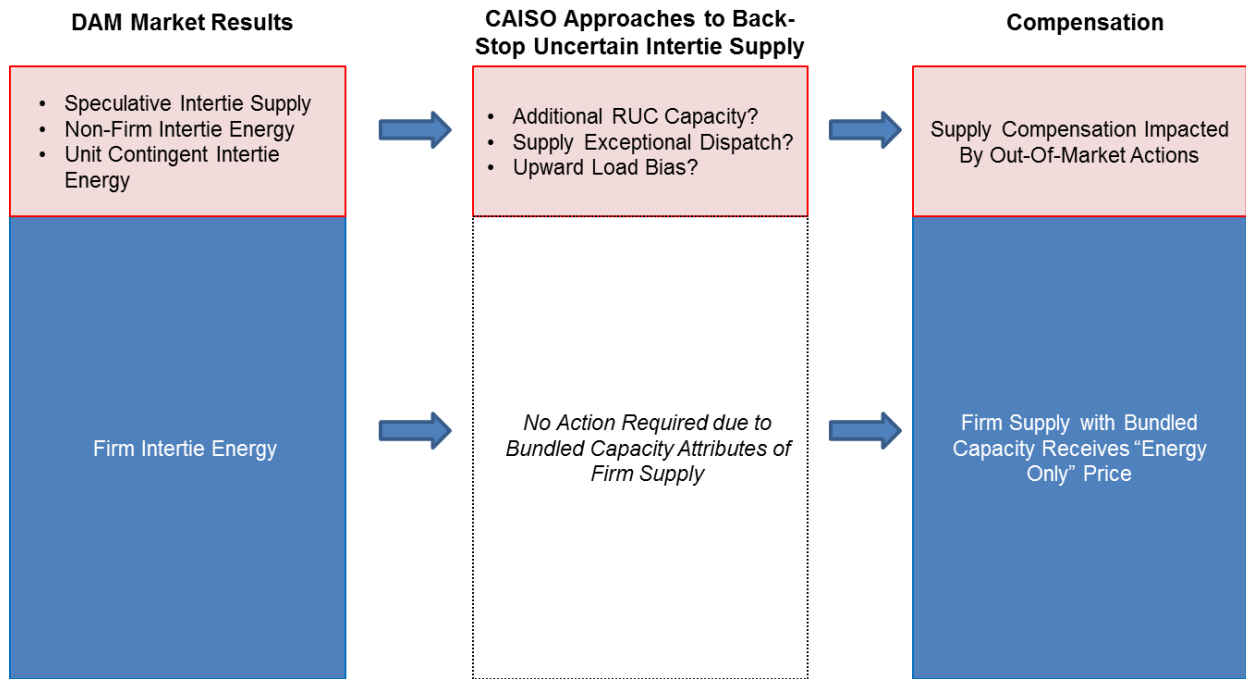 DAM Market Results
CAISO Approaches to Back-
Stop Uncertain Intertie Supply
Compensation
• Speculative Intertie Supply
• Non-Firm Intertie Energy
• Unit Contingent Intertie
Energy
• Additional RUC Capacity?
• Supply Exceptional Dispatch?
• Upward Load Bias?
Supply Compensation Impacted
By Out-Of-Market Actions
Firm Intertie Energy
No Action Required due to
Bundled Capacity Attributes of
Firm Supply
Firm Supply with Bundled
Capacity Receives “Energy
Only” Price